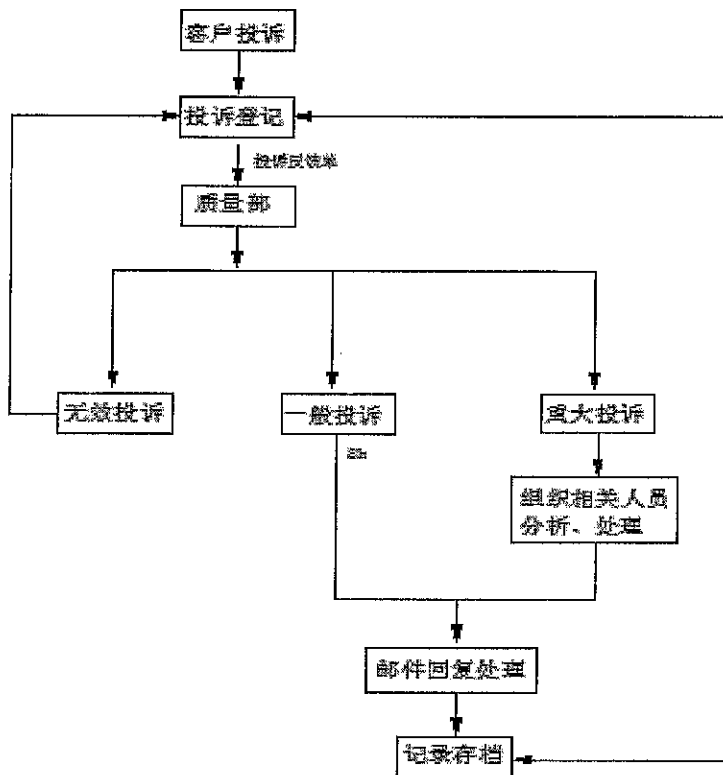 客户投诉
投诉登记
投诉反馈单
质量部
无效投诉
一般投诉
重大投诉
组织相关人员
分析、处理
邮件回复处理
记录存档